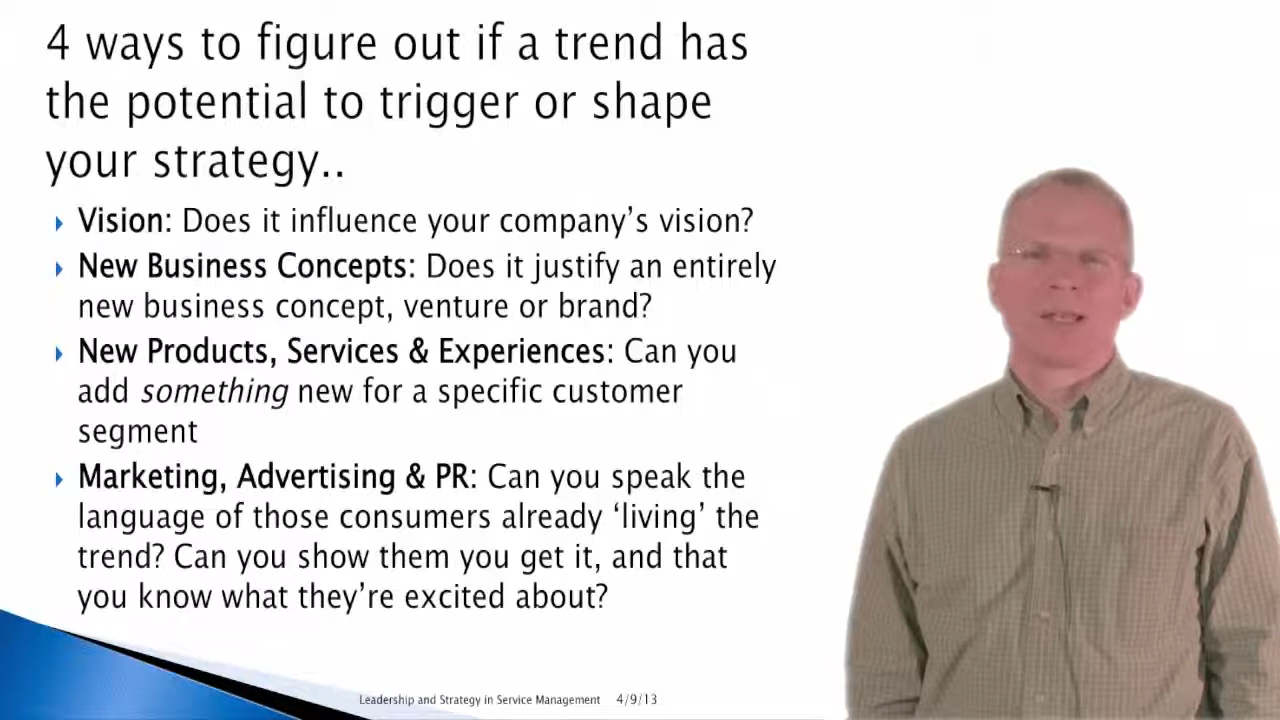 4 ways to figure out if a trend has
the potential to trigger or shape
your strategy..
Vision: Does it influence your company’s vision?
New Business Concepts: Does it justify an entirely
new business concept, venture or brand?
New Products, Services & Experiences: Can you
add something new for a specific customer
segment
Marketing, Advertising & PR: Can you speak the
language of those consumers already ‘living’ the
trend? Can you show them you get it, and that
you know what they’re excited about?
Leadership and Strategy in Service Management 4/9/13